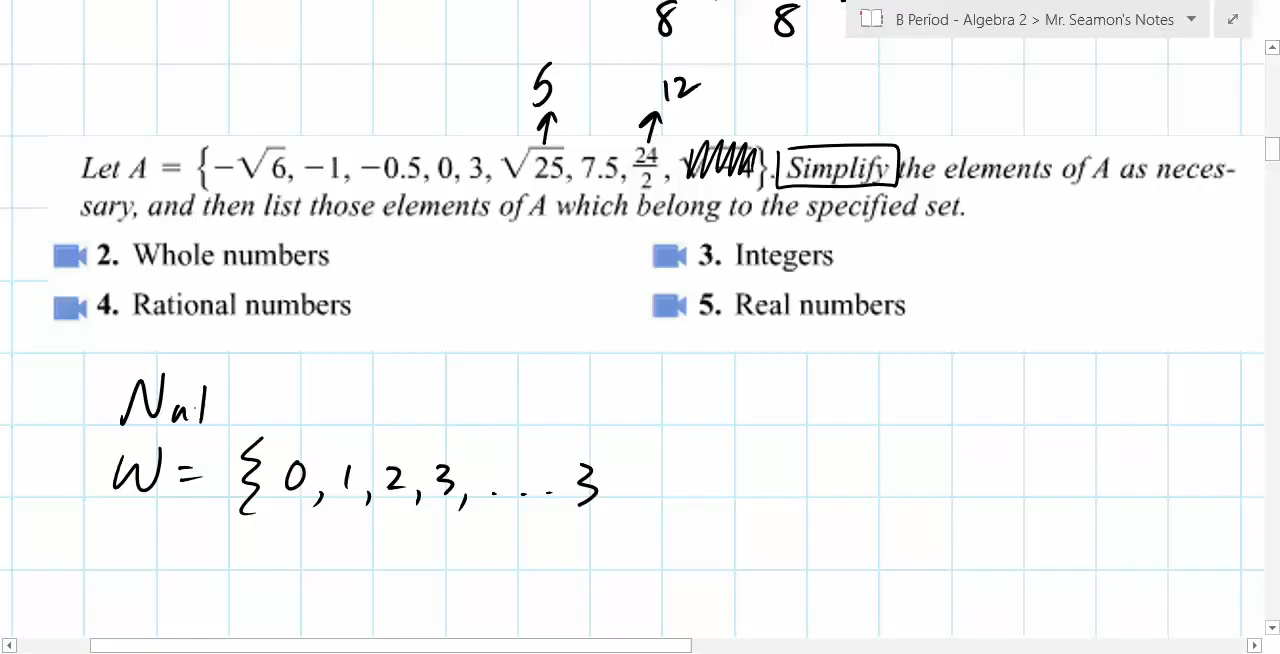 8 8
B Period - Algebra 2 > Mr. Seamon's Notes
5 12
Let A = {−√6, −1, −0.5, 0, 3, √25, 7.5, 24/2, √ }. Simplify the elements of A as neces-
sary, and then list those elements of A which belong to the specified set.
2. Whole numbers 3. Integers
4. Rational numbers 5. Real numbers
Nal
W = { 0, 1, 2, 3, .... }